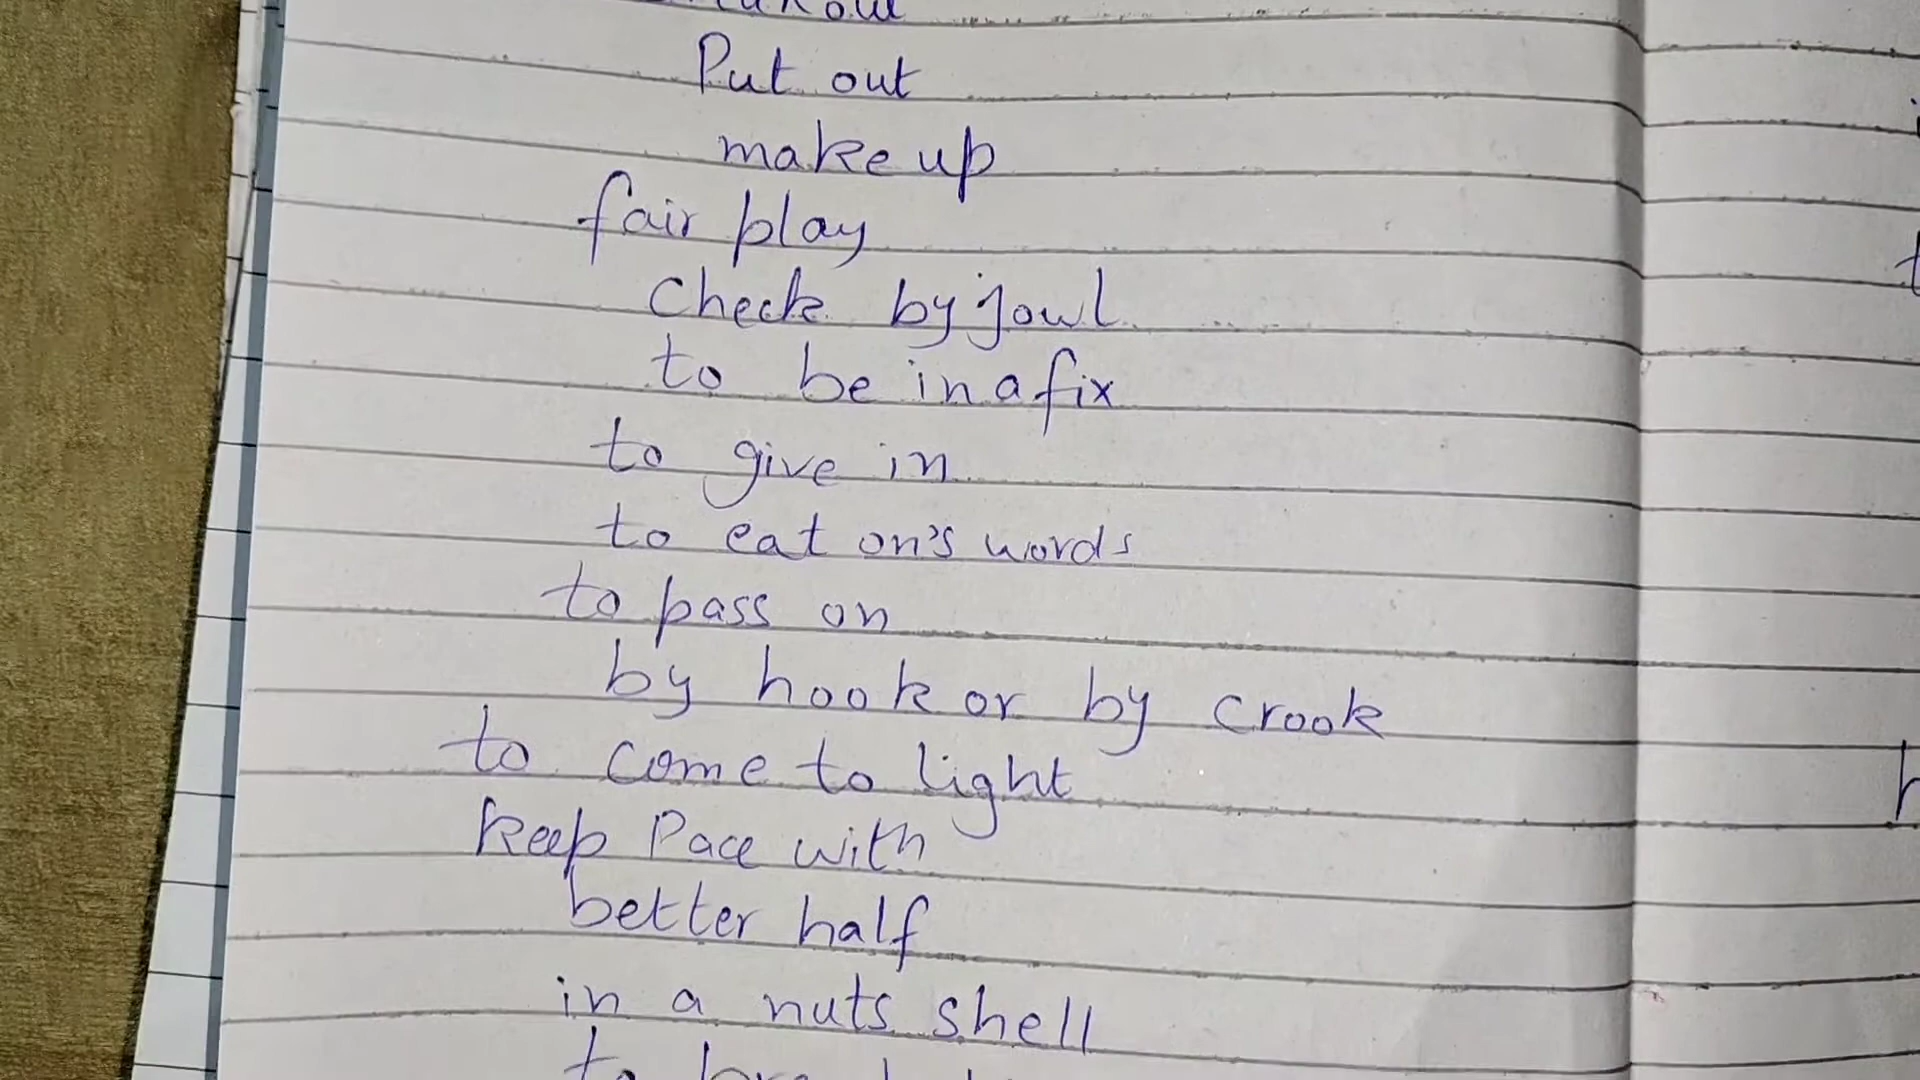 Put out
make up
fair play
Check by jowl
to be in a fix
to give in
to eat on's words
to pass on
by hook or by crook
to come to light
keep Pace with
better half
in a nuts shell
to